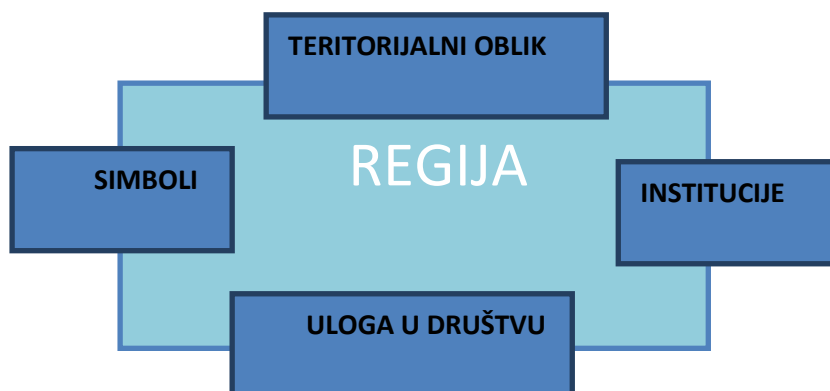 TERITORIJALNI OBLIK
REGIJA
SIMBOLI
INSTITUCIJE
ULOGA U DRUŠTVU